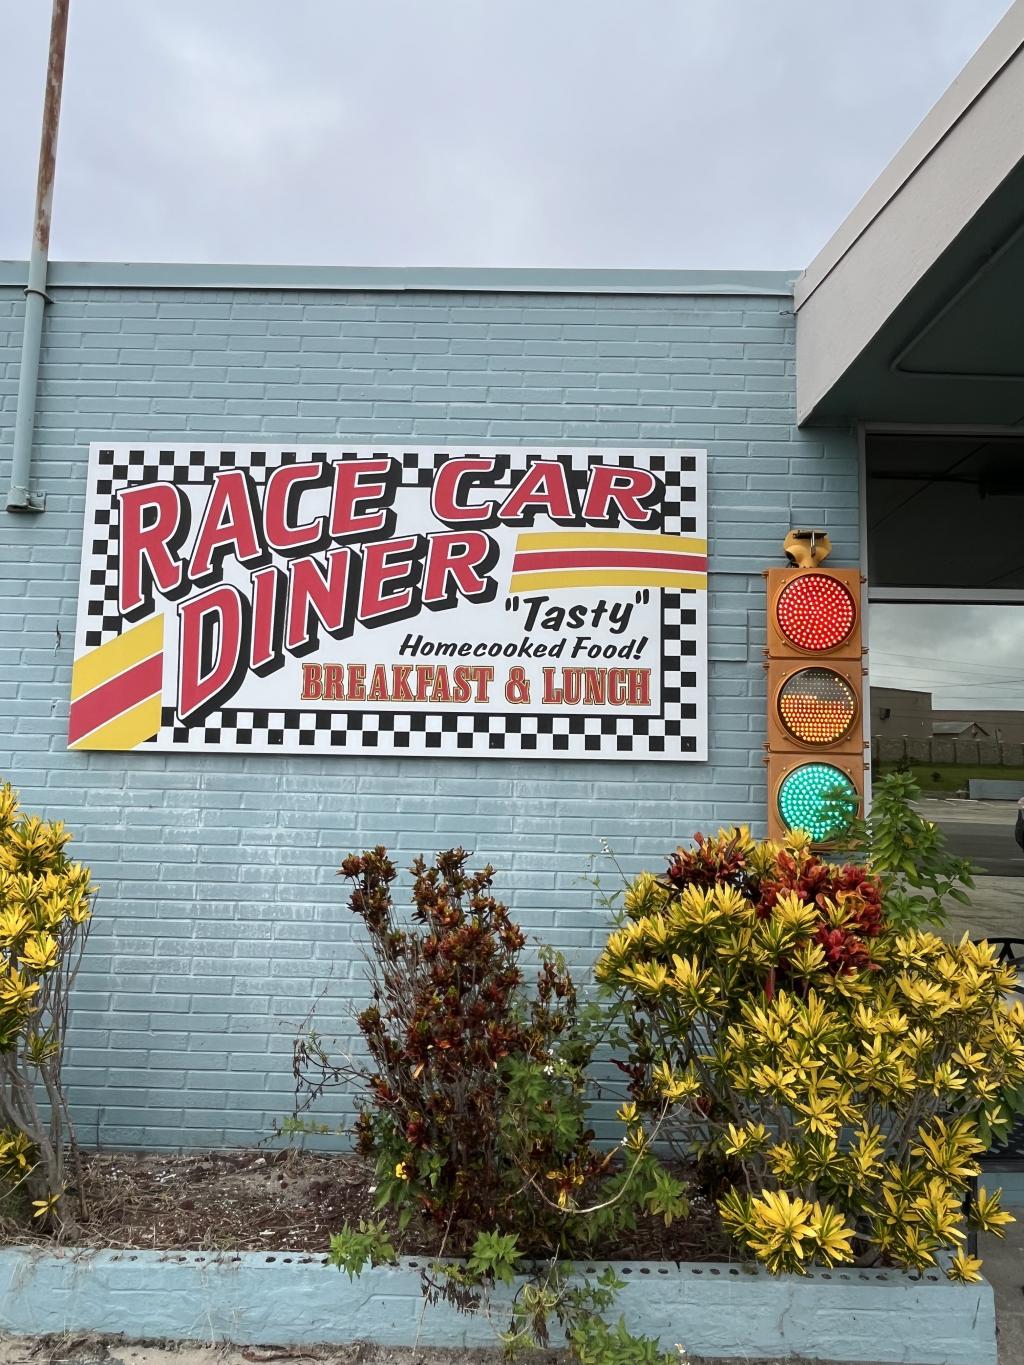 RACE CAR
DINER
"Tasty"
Homecooked Food!
BREAKFAST & LUNCH